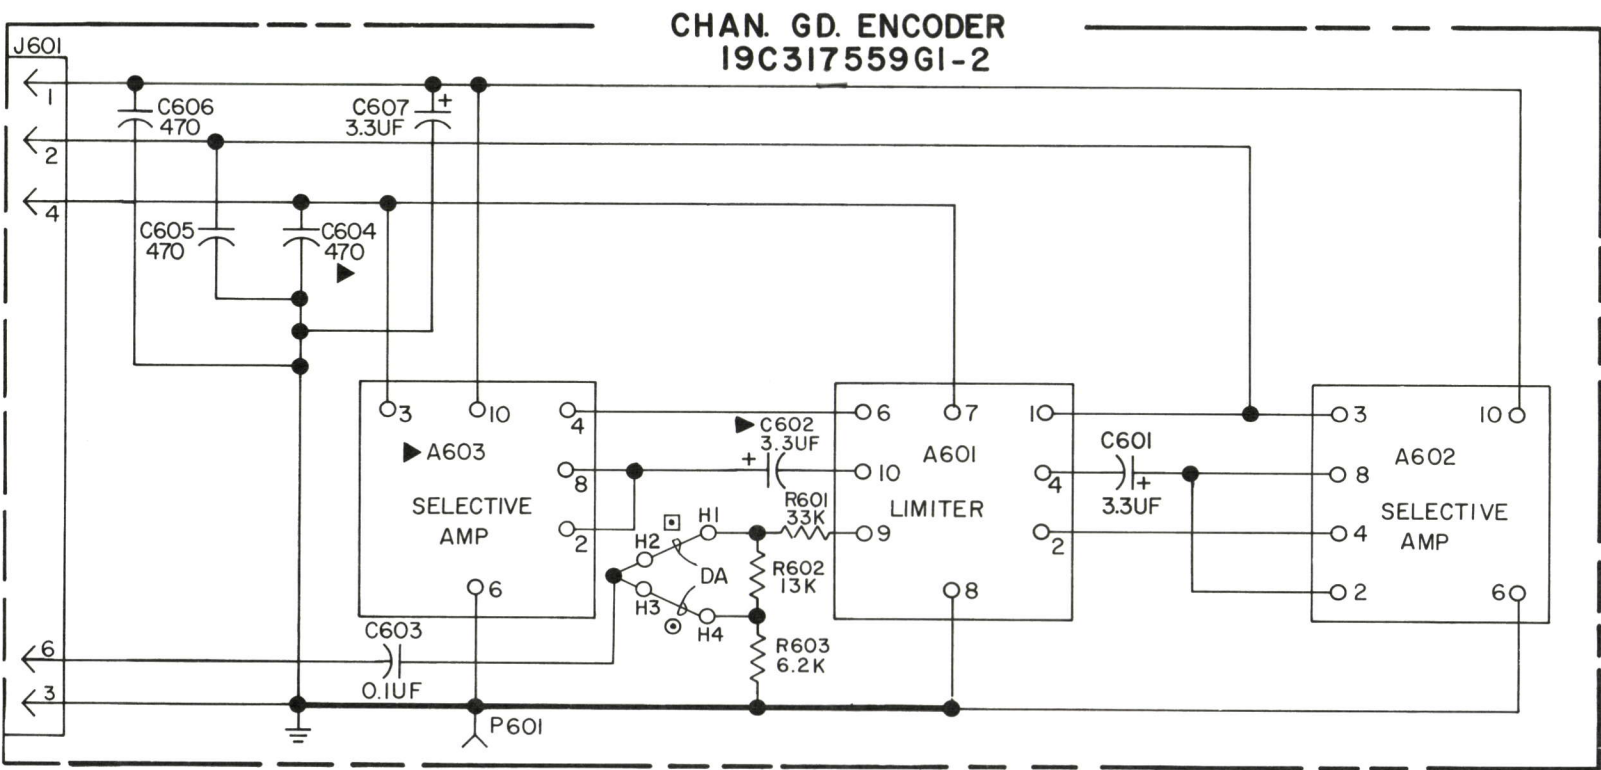 CHAN. GD. ENCODER
19C317559G1-2
J601
1
C606
470
C607
3.3UF
+
2
4
C605
470
C604
470
3
10
4
A603
8
SELECTIVE
AMP
2
6
C602
3.3UF
+
6
7
10
10
A601
4
LIMITER
9
2
8
R601
33K
H1
H2
DA
R602
13K
H3
H4
R603
6.2K
C601
+
3.3UF
3
10
A602
8
SELECTIVE
4
AMP
2
6
6
C603
0.1UF
3
P601